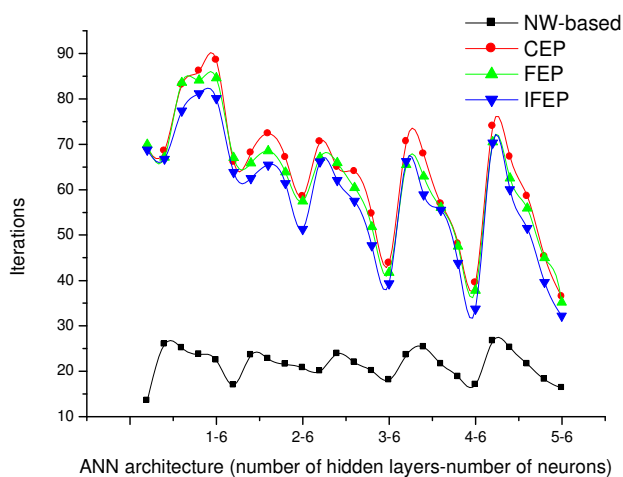 NW-based
CEP
FEP
IFEP
90
80
70
60
50
40
30
20
10
Iterations
1-6 2-6 3-6 4-6 5-6
ANN architecture (number of hidden layers-number of neurons)